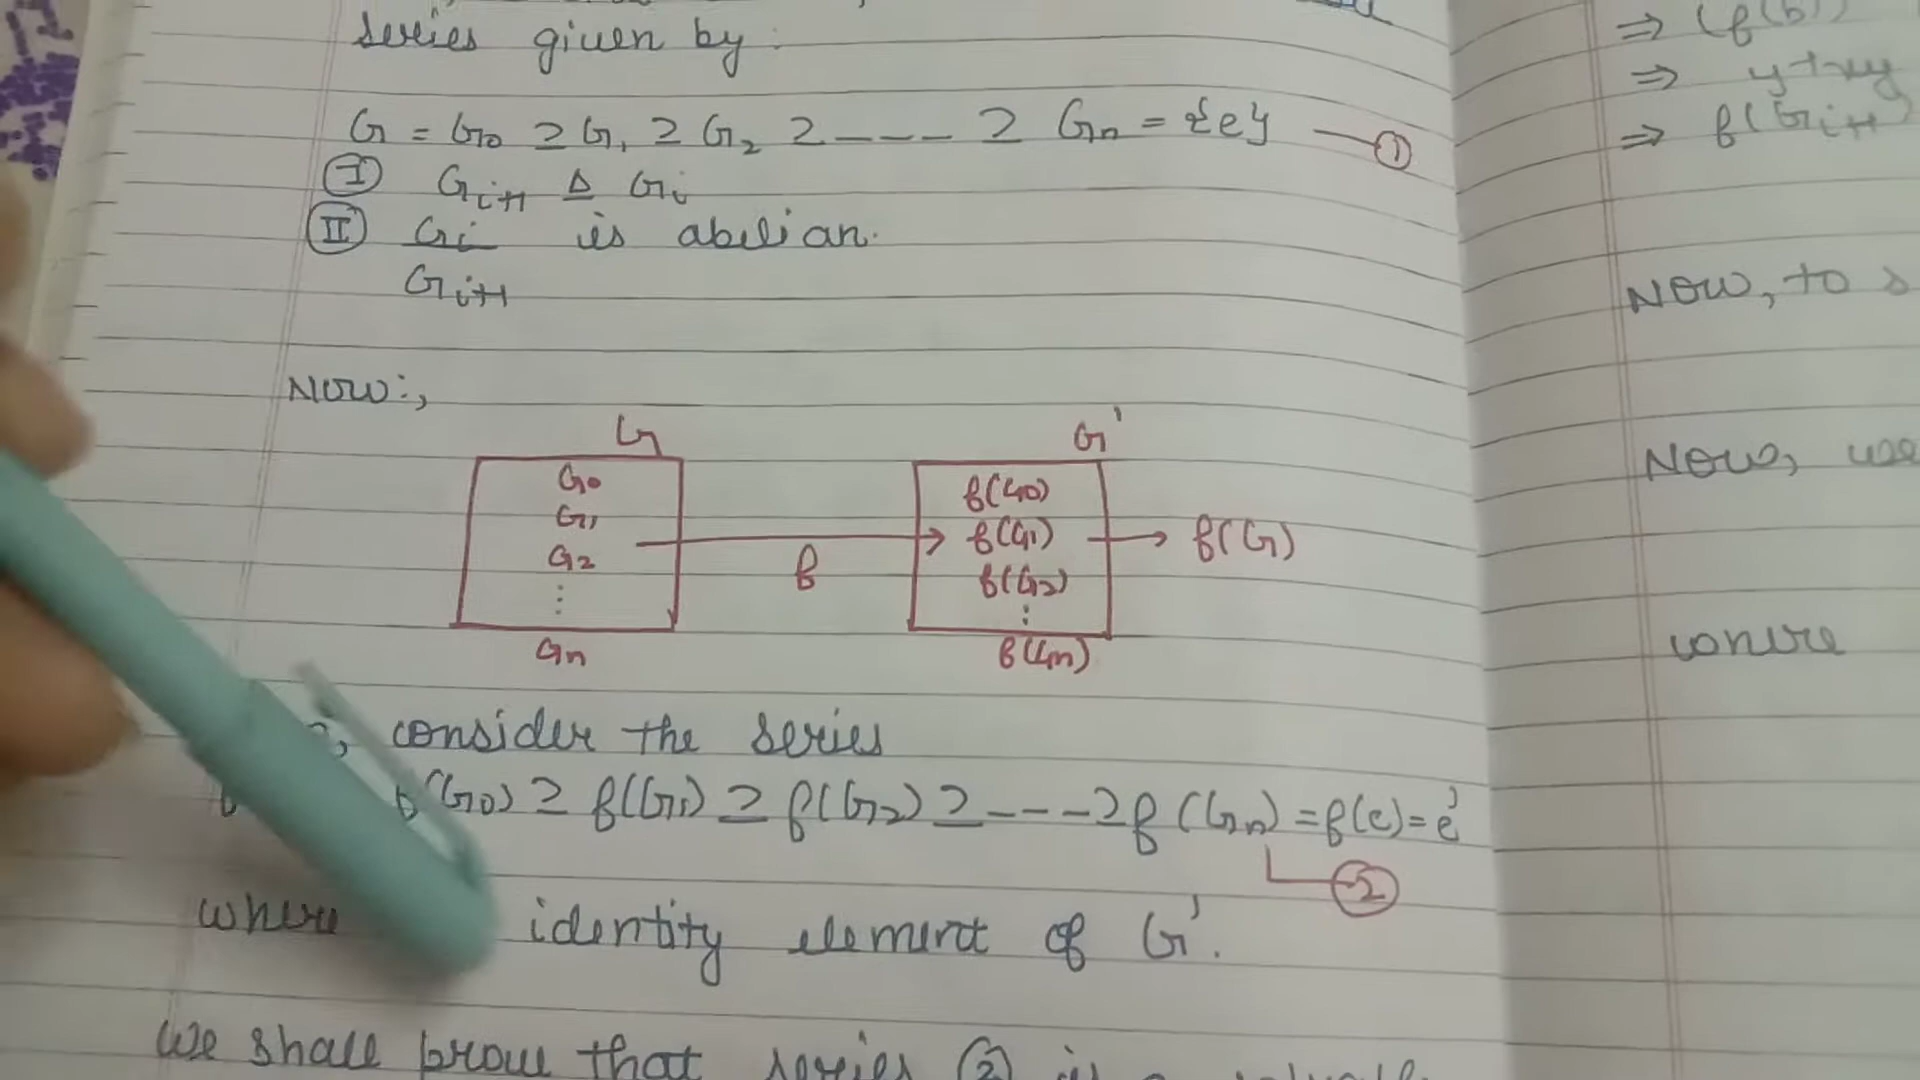 series given by:
G = G₀ ⊇ G₁ ⊇ G₂ ⊇ ---- ⊇ Gₙ = {e} —①
Ⓘ Gᵢ₊₁ Δ Gᵢ
Ⓘⓘ Gᵢ/Gᵢ₊₁ is abelian.
Now:,
G G'
G₀ f(G₀)
G₁ f(G₁) → f(G)
G₂ f f(G₂)
⋮ ⋮
Gₙ f(Gₙ)
consider the series
(G₀) ⊇ f(G₁) ⊇ f(G₂) ⊇ ---- ⊇ f(Gₙ) = f(e) = e'
②
where identity element of G'.
We shall prove that series ② is a
⇒ (f(b))
⇒
⇒ f(Gᵢ₊₁)
Now, to s
Now, we
where